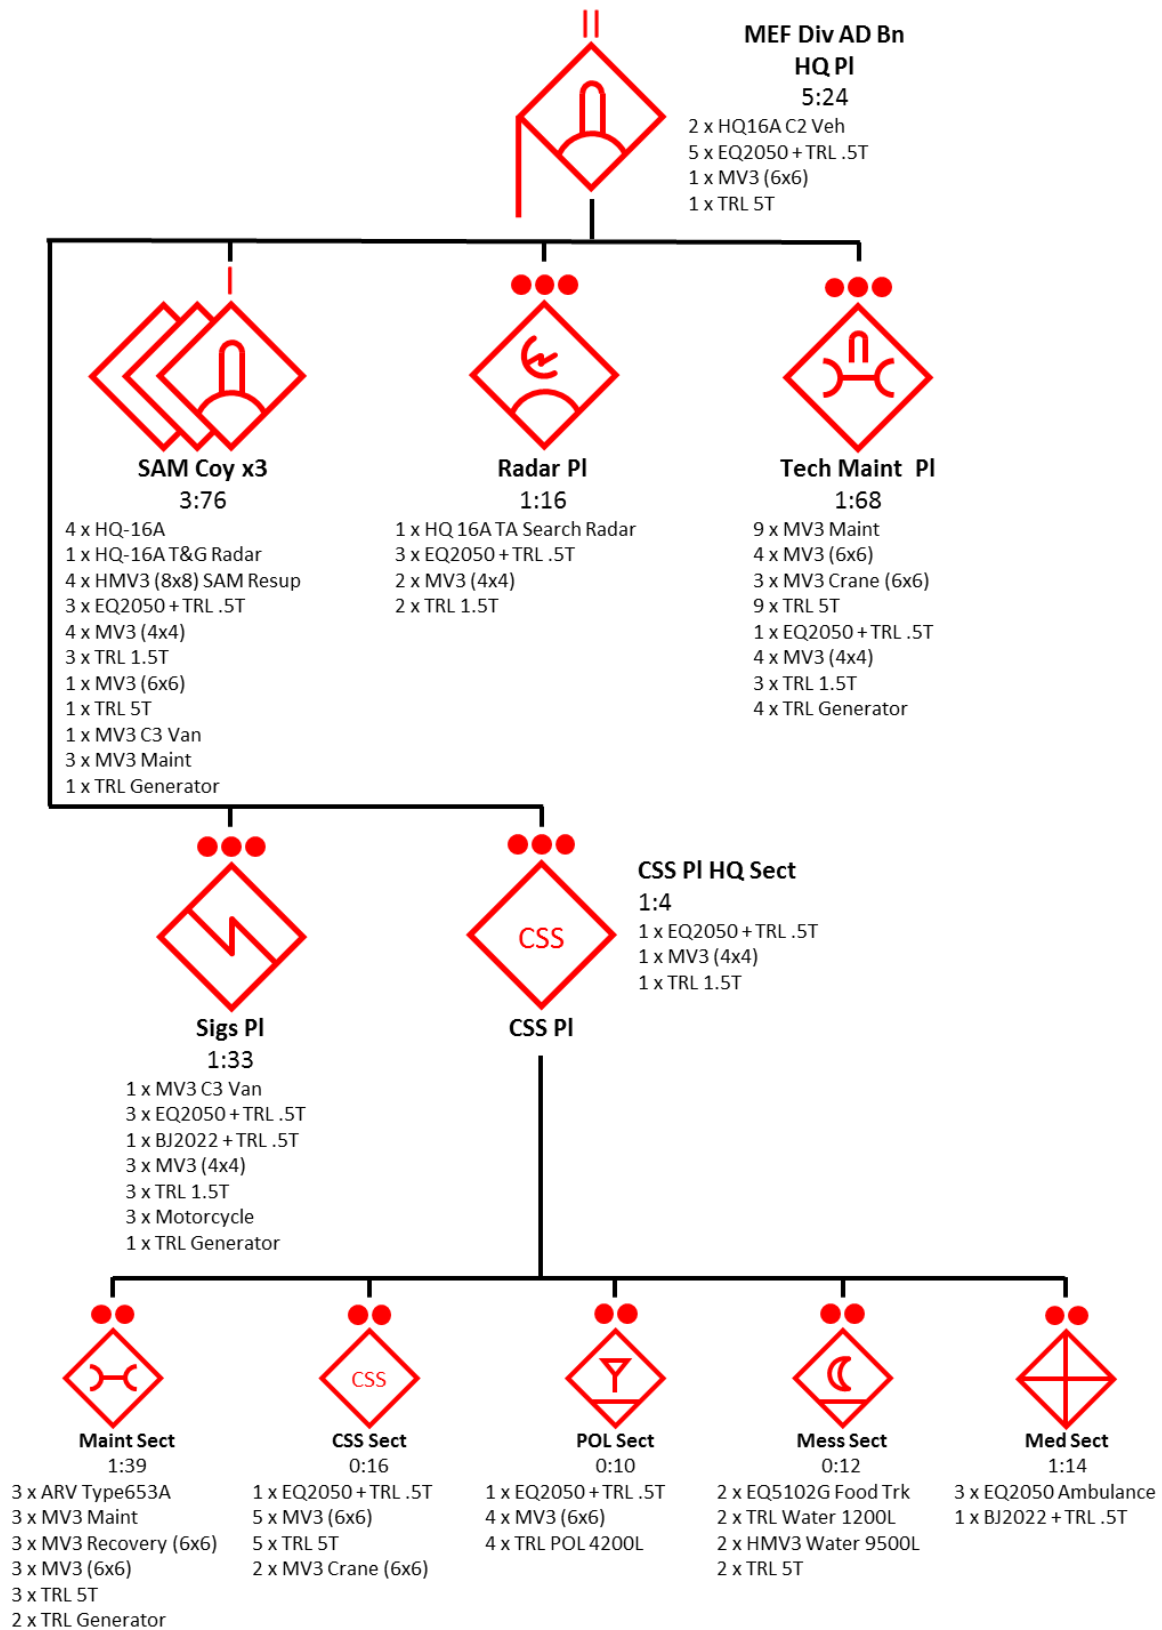 MEF Div AD Bn
HQ Pl
5:24
2 x HQ16A C2 Veh
5 x EQ2050 + TRL .5T
1 x MV3 (6x6)
1 x TRL 5T
SAM Coy x3
3:76
4 x HQ-16A
1 x HQ-16A T&G Radar
4 x HMV3 (8x8) SAM Resup
3 x EQ2050 + TRL .5T
4 x MV3 (4x4)
3 x TRL 1.5T
1 x MV3 (6x6)
1 x TRL 5T
1 x MV3 C3 Van
3 x MV3 Maint
1 x TRL Generator
Radar Pl
1:16
1 x HQ 16A TA Search Radar
3 x EQ2050 + TRL .5T
2 x MV3 (4x4)
2 x TRL 1.5T
Tech Maint Pl
1:68
9 x MV3 Maint
4 x MV3 (6x6)
3 x MV3 Crane (6x6)
9 x TRL 5T
1 x EQ2050 + TRL .5T
4 x MV3 (4x4)
3 x TRL 1.5T
4 x TRL Generator
Sigs Pl
1:33
1 x MV3 C3 Van
3 x EQ2050 + TRL .5T
1 x BJ2022 + TRL .5T
3 x MV3 (4x4)
3 x TRL 1.5T
3 x Motorcycle
1 x TRL Generator
CSS
CSS Pl
CSS Pl HQ Sect
1:4
1 x EQ2050 + TRL .5T
1 x MV3 (4x4)
1 x TRL 1.5T
Maint Sect
1:39
3 x ARV Type653A
3 x MV3 Maint
3 x MV3 Recovery (6x6)
3 x MV3 (6x6)
3 x TRL 5T
2 x TRL Generator
CSS
CSS Sect
0:16
1 x EQ2050 + TRL .5T
5 x MV3 (6x6)
5 x TRL 5T
2 x MV3 Crane (6x6)
POL Sect
0:10
1 x EQ2050 + TRL .5T
4 x MV3 (6x6)
4 x TRL POL 4200L
Mess Sect
0:12
2 x EQ5102G Food Trk
2 x TRL Water 1200L
2 x HMV3 Water 9500L
2 x TRL 5T
Med Sect
1:14
3 x EQ2050 Ambulance
1 x BJ2022 + TRL .5T